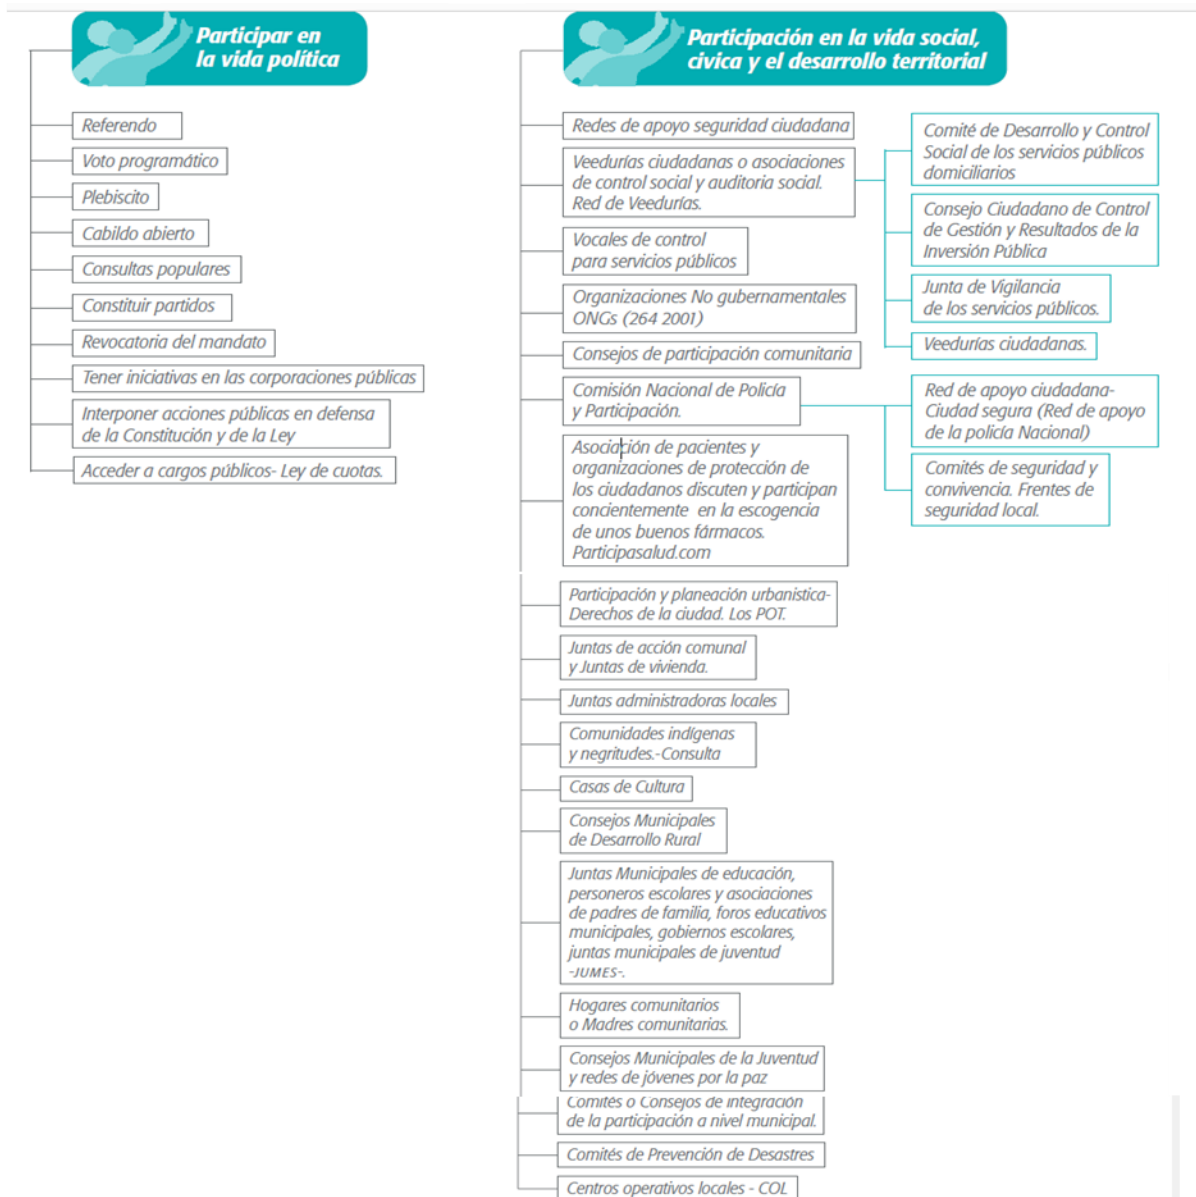 Participar en
la vida política
Referendo
Voto programático
Plebiscito
Cabildo abierto
Consultas populares
Constituir partidos
Revocatoria del mandato
Tener iniciativas en las corporaciones públicas
Interponer acciones públicas en defensa
de la Constitución y de la Ley
Acceder a cargos públicos- Ley de cuotas.
Participación en la vida social,
civica y el desarrollo territorial
Redes de apoyo seguridad ciudadana
Veedurías ciudadanas o asociaciones
de control social y auditoria social.
Red de Veedurías.
Comité de Desarrollo y Control
Social de los servicios públicos
domiciliarios
Consejo Ciudadano de Control
de Gestión y Resultados de la
Inversión Pública
Junta de Vigilancia
de los servicios públicos.
Veedurías ciudadanas.
Vocales de control
para servicios públicos
Organizaciones No gubernamentales
ONGs (264 2001)
Consejos de participación comunitaria
Comisión Nacional de Policía
y Participación.
Red de apoyo ciudadana-
Ciudad segura (Red de apoyo
de la policía Nacional)
Comités de seguridad y
convivencia. Frentes de
seguridad local.
Asociación de pacientes y
organizaciones de protección de
los ciudadanos discuten y participan
concientemente en la escogencia
de unos buenos fármacos.
Participasalud.com
Participación y planeación urbanistica-
Derechos de la ciudad. Los POT.
Juntas de acción comunal
y Juntas de vivienda.
Juntas administradoras locales
Comunidades indígenas
y negritudes.-Consulta
Casas de Cultura
Consejos Municipales
de Desarrollo Rural
Juntas Municipales de educación,
personeros escolares y asociaciones
de padres de familia, foros educativos
municipales, gobiernos escolares,
juntas municipales de juventud
-JUMES-.
Hogares comunitarios
o Madres comunitarias.
Consejos Municipales de la Juventud
y redes de jóvenes por la paz
Comités o Consejos de integración
de la participación a nivel municipal.
Comités de Prevención de Desastres
Centros operativos locales - COL